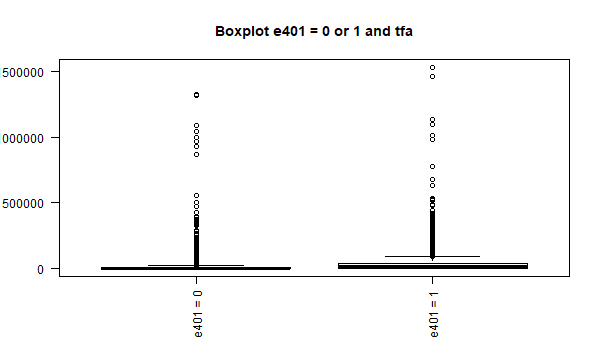 Boxplot e401 = 0 or 1 and tfa
500000
000000
500000
0
e401 = 0
e401 = 1